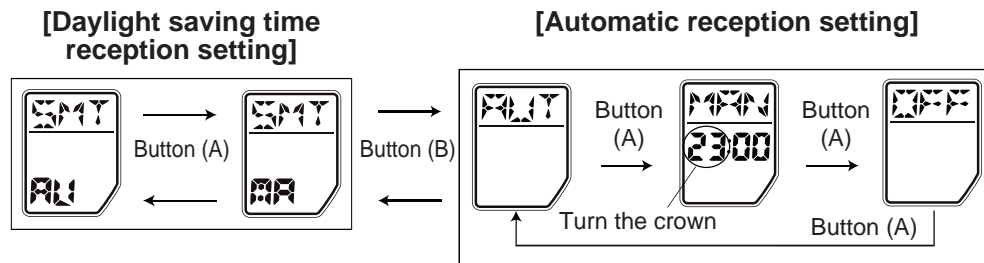 [Daylight saving time
reception setting]
[Automatic reception setting]
SMT
AU
Button (A)
SMT
MA
Button (B)
AUT
Button
(A)
MAN
23:00
Button
(A)
OFF
Turn the crown
Button (A)